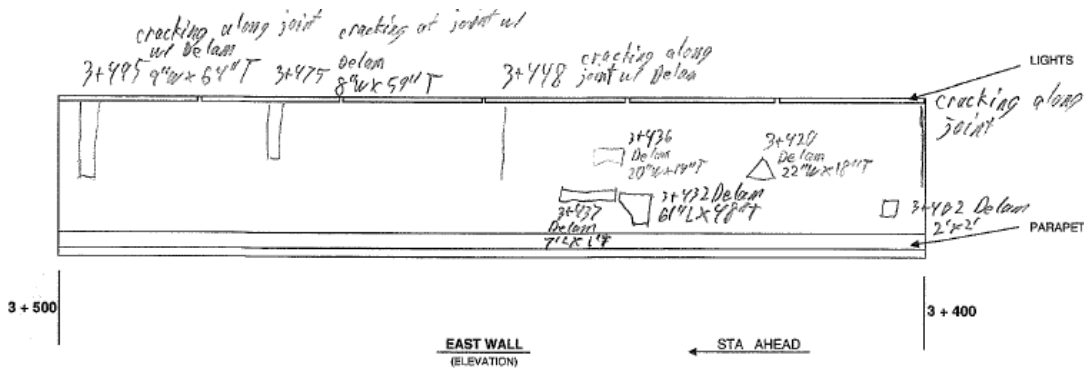 cracking along joint
w/ Delam
3+495 9"W x 64"T
cracking at joint w/
Delam
3+475 8"W x 59"T
cracking along
3+448 joint w/ Delam
LIGHTS
cracking along
joint
3+436
Delam
20"W x 14"T
3+420
Delam
22"W x 18"T
3+432 Delam
61"L x 48"T
3+437
Delam
7'L x 1'T
3+402 Delam
2'x2'
PARAPET
3 + 500
3 + 400
EAST WALL
(ELEVATION)
STA AHEAD